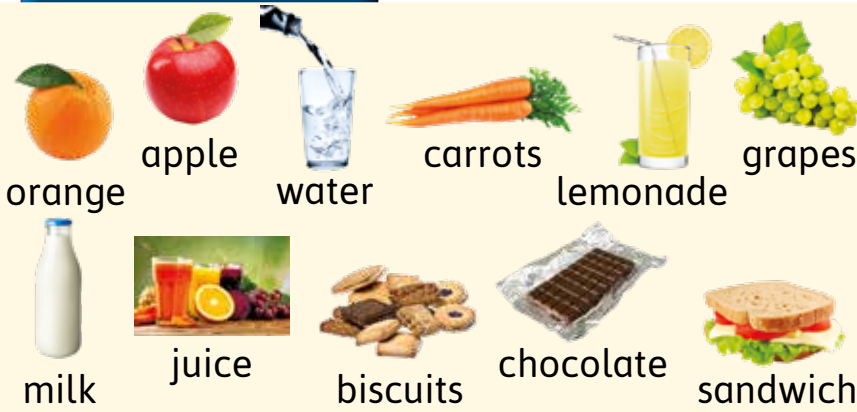 orange
apple
water
carrots
lemonade
grapes
milk
juice
biscuits
chocolate
sandwich